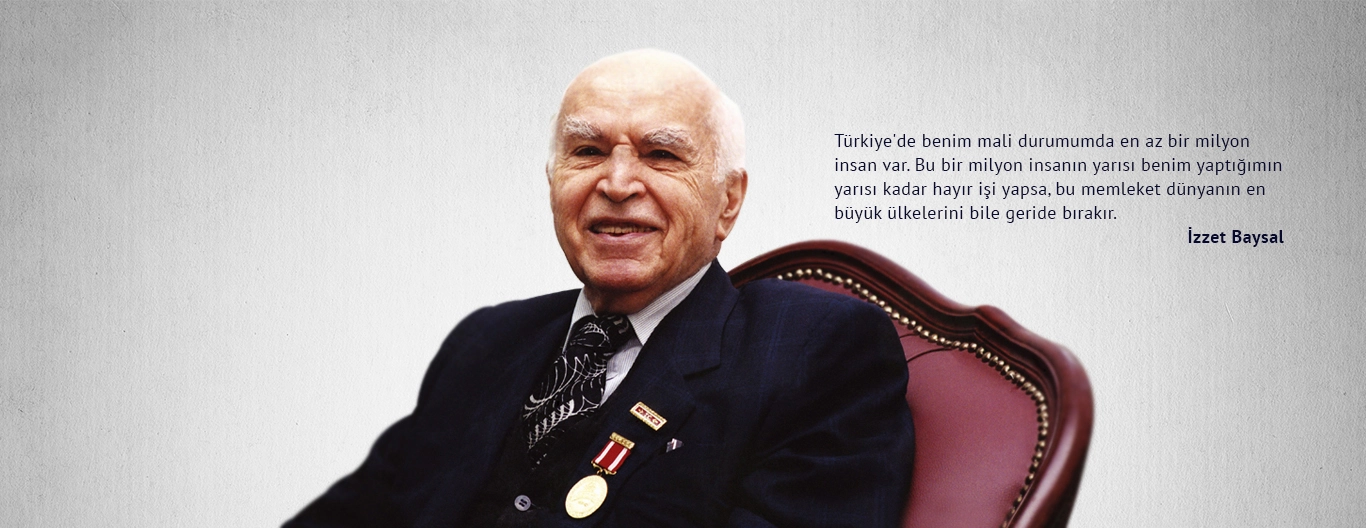 Türkiye'de benim mali durumumda en az bir milyon
insan var. Bu bir milyon insanın yarısı benim yaptığımın
yarısı kadar hayır işi yapsa, bu memleket dünyanın en
büyük ülkelerini bile geride bırakır.
İzzet Baysal